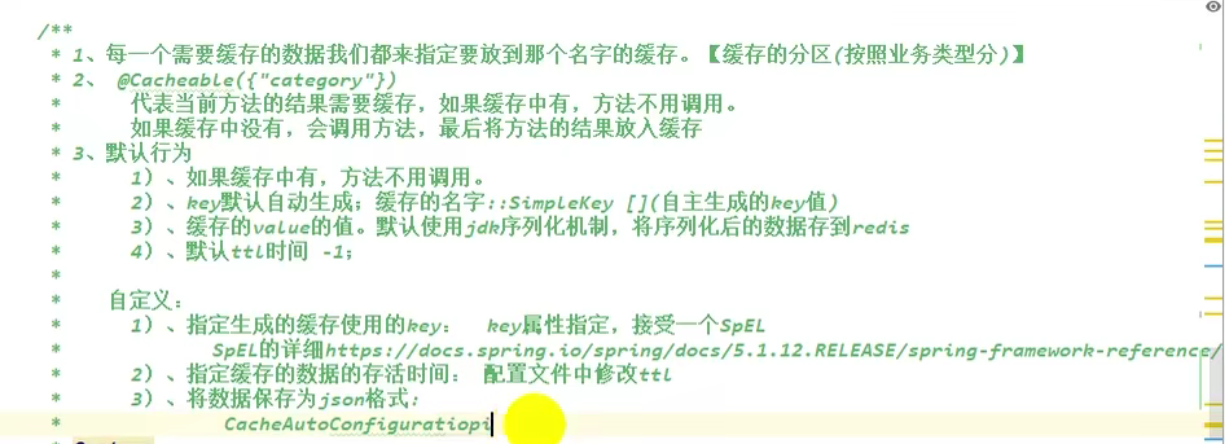 /**
* 1、每一个需要缓存的数据我们都来指定要放到那个名字的缓存。【缓存的分区(按照业务类型分)】
* 2、 @Cacheable({"category"})
* 代表当前方法的结果需要缓存，如果缓存中有，方法不用调用。
* 如果缓存中没有，会调用方法，最后将方法的结果放入缓存
* 3、默认行为
* 1）、如果缓存中有，方法不用调用。
* 2）、key默认自动生成；缓存的名字::SimpleKey [](自主生成的key值)
* 3）、缓存的value的值。默认使用jdk序列化机制，将序列化后的数据存到redis
* 4）、默认ttl时间 -1；
*
* 自定义：
* 1）、指定生成的缓存使用的key： key属性指定，接受一个SpEL
* SpEL的详细https://docs.spring.io/spring/docs/5.1.12.RELEASE/spring-framework-reference/
* 2）、指定缓存的数据的存活时间： 配置文件中修改ttl
* 3）、将数据保存为json格式:
* CacheAutoConfiguratiopi
*